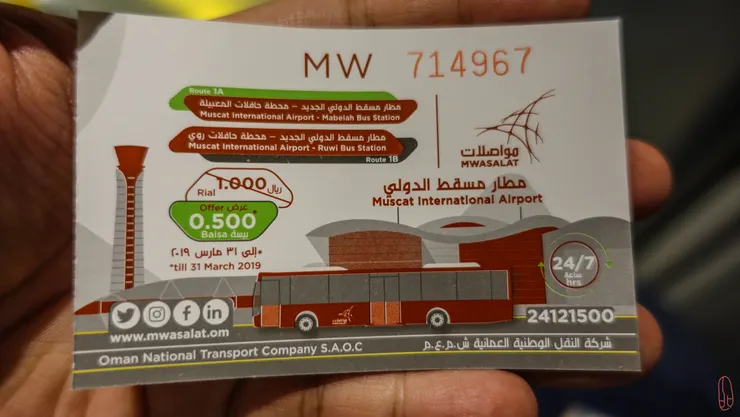 MW 714967
Route 1A
مطار مسقط الدولي الجديد – محطة حافلات المعبيلة
Muscat International Airport - Mabelah Bus Station
مطار مسقط الدولي الجديد – محطة حافلات روي
Muscat International Airport - Ruwi Bus Station
Route 1B
مواصلات
MWASALAT
مطار مسقط الدولي
Muscat International Airport
Rial 1.000 ريال
Offer عرض*
0.500
Baisa بيسة
*إلى ٣١ مارس ٢٠١٩
*till 31 March 2019
24/7
ساعة
hrs
مواصلات
www.mwasalat.om
24121500
Oman National Transport Company S.A.O.C
شركة النقل الوطنية العمانية ش.م.ع.م